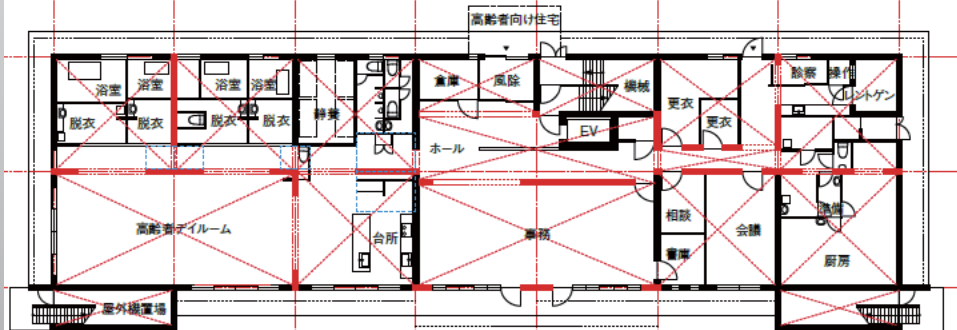 高齢者向け住宅
浴室
浴室
浴室
浴室
静養
倉庫
風除
機械
診察
操作
レントゲン
脱衣
脱衣
脱衣
脱衣
更衣
更衣
EV
ホール
高齢者デイルーム
台所
事務
相談
書庫
会議
準備
厨房
屋外機置場